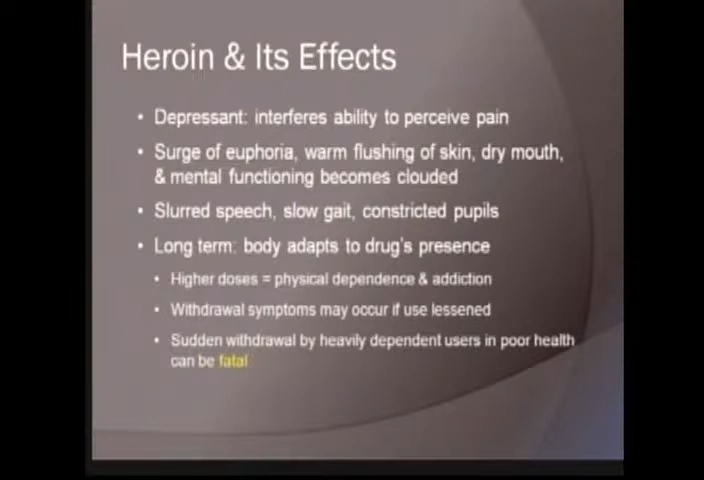 Heroin & Its Effects
• Depressant: interferes ability to perceive pain
• Surge of euphoria, warm flushing of skin, dry mouth,
& mental functioning becomes clouded
• Slurred speech, slow gait, constricted pupils
• Long term: body adapts to drug's presence
• Higher doses = physical dependence & addiction
• Withdrawal symptoms may occur if use lessened
• Sudden withdrawal by heavily dependent users in poor health
can be fatal